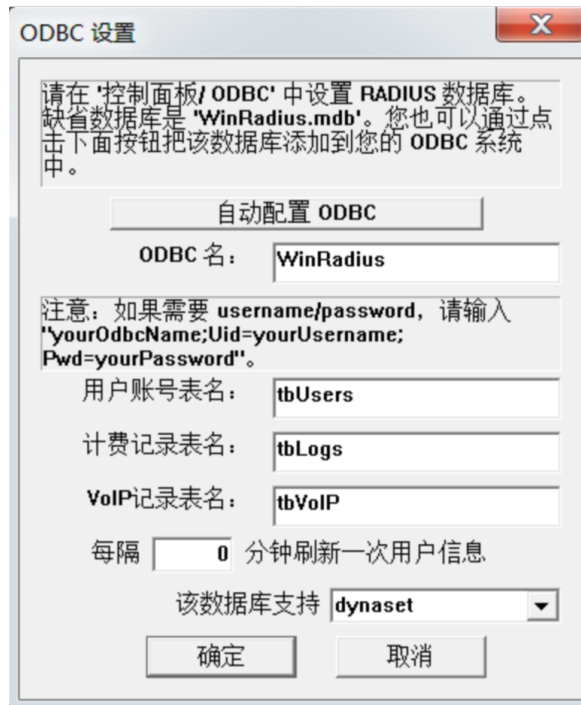 ODBC 设置
请在 '控制面板/ ODBC' 中设置 RADIUS 数据库。
缺省数据库是 'WinRadius.mdb'。您也可以通过点
击下面按钮把该数据库添加到您的 ODBC 系统
中。
自动配置 ODBC
ODBC 名： WinRadius
注意：如果需要 username/password，请输入
"yourOdbcName;Uid=yourUsername;
Pwd=yourPassword"。
用户账号表名： tbUsers
计费记录表名： tbLogs
VoIP记录表名： tbVoIP
每隔 0 分钟刷新一次用户信息
该数据库支持 dynaset
确定 取消